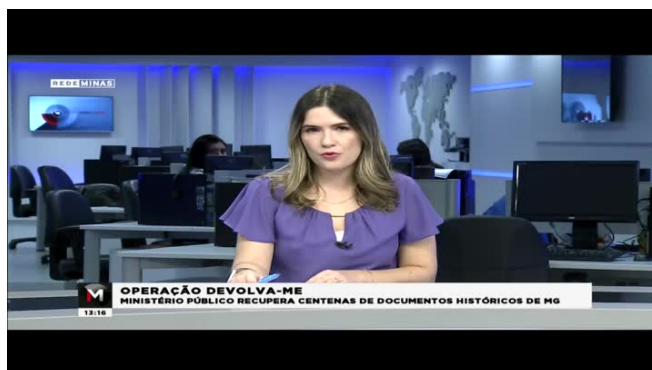 REDE MINAS
OPERAÇÃO DEVOLVA-ME
MINISTÉRIO PÚBLICO RECUPERA CENTENAS DE DOCUMENTOS HISTÓRICOS DE MG
M
13:16